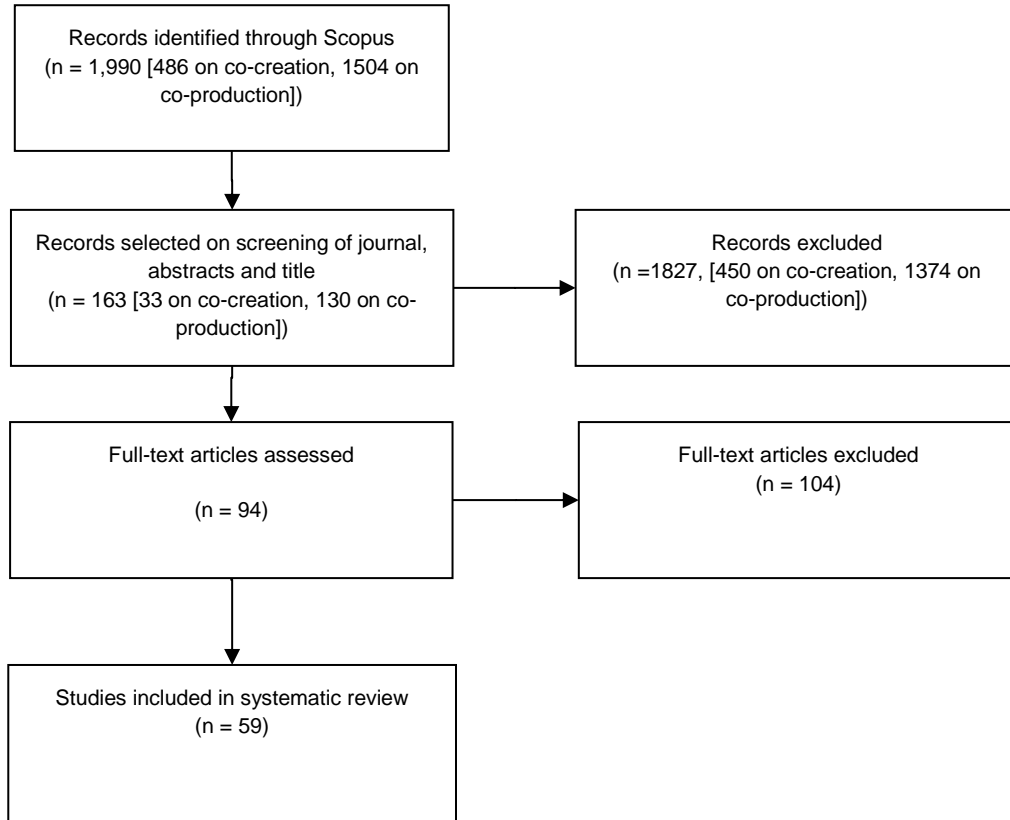 Records identified through Scopus
(n = 1,990 [486 on co-creation, 1504 on
co-production])
Records selected on screening of journal,
abstracts and title
(n = 163 [33 on co-creation, 130 on co-
production])
Records excluded
(n =1827, [450 on co-creation, 1374 on
co-production])
Full-text articles assessed
(n = 94)
Full-text articles excluded
(n = 104)
Studies included in systematic review
(n = 59)